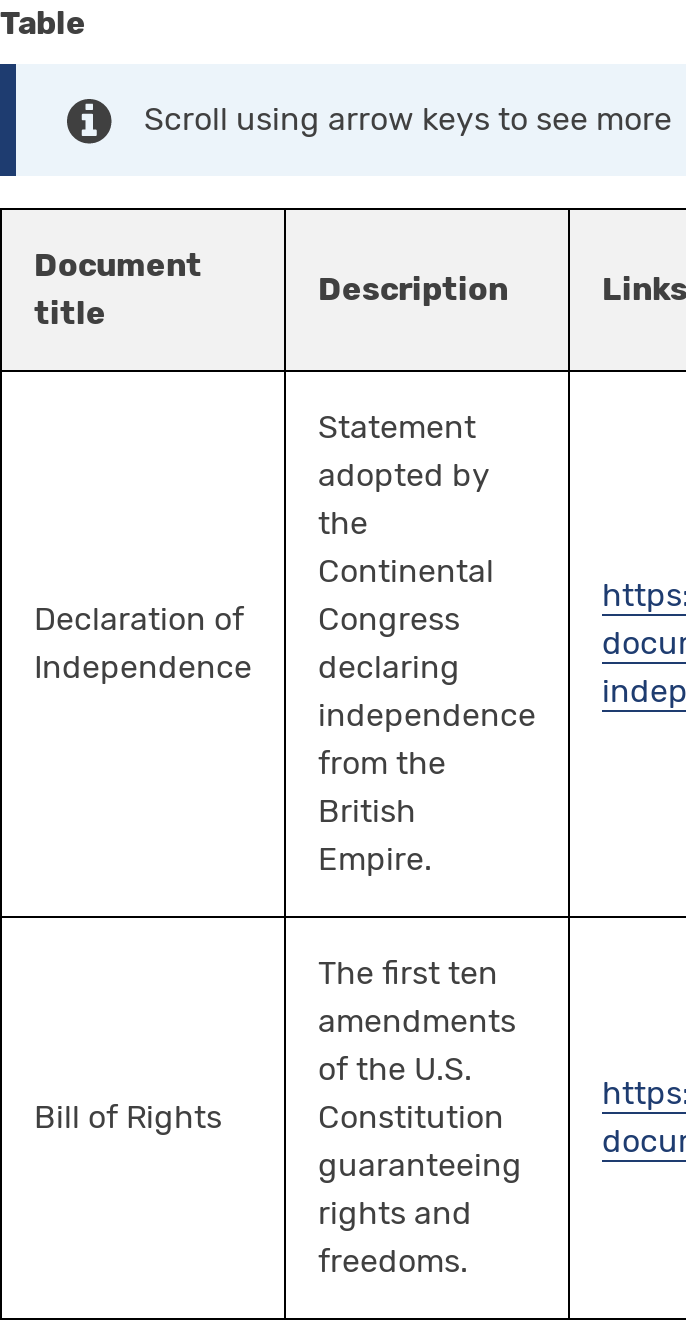 Table
Scroll using arrow keys to see more
Document
title
Description
Links
Declaration of
Independence
Statement
adopted by
the
Continental
Congress
declaring
independence
from the
British
Empire.
https:
docur
indep
Bill of Rights
The first ten
amendments
of the U.S.
Constitution
guaranteeing
rights and
freedoms.
https:
docur